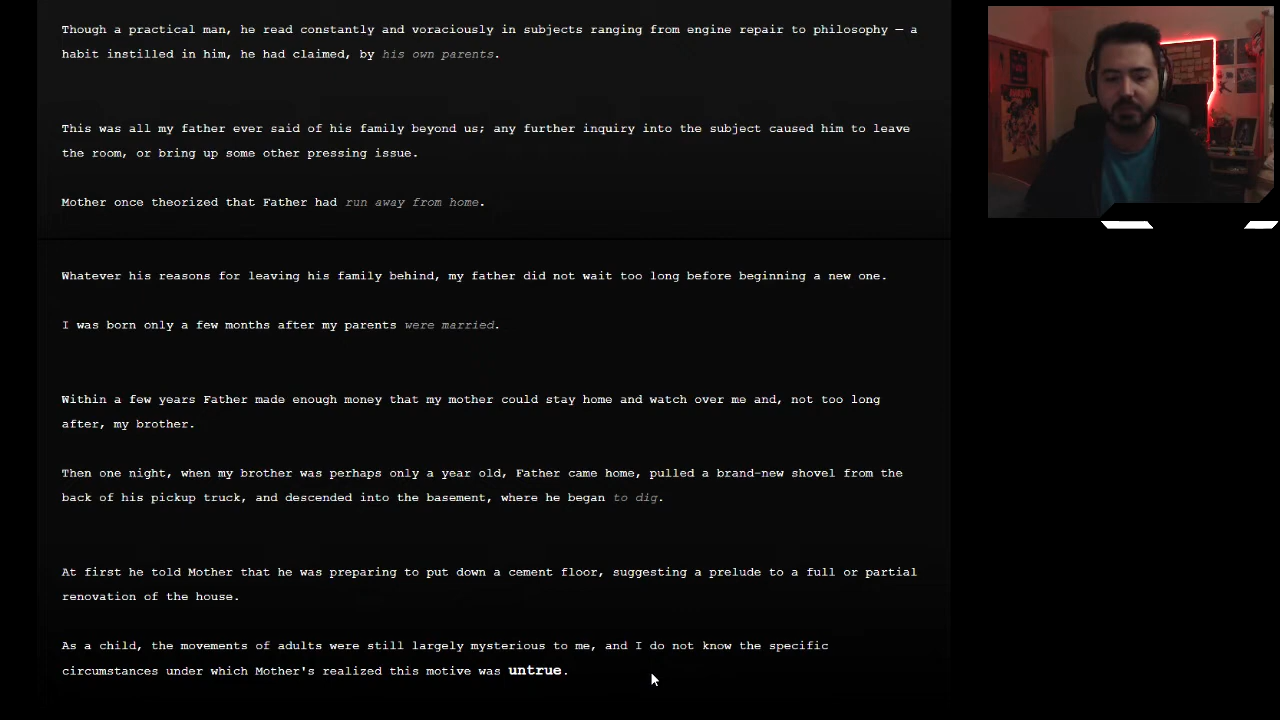 Though a practical man, he read constantly and voraciously in subjects ranging from engine repair to philosophy — a
habit instilled in him, he had claimed, by his own parents.
This was all my father ever said of his family beyond us; any further inquiry into the subject caused him to leave
the room, or bring up some other pressing issue.
Mother once theorized that Father had run away from home.
Whatever his reasons for leaving his family behind, my father did not wait too long before beginning a new one.
I was born only a few months after my parents were married.
Within a few years Father made enough money that my mother could stay home and watch over me and, not too long
after, my brother.
Then one night, when my brother was perhaps only a year old, Father came home, pulled a brand-new shovel from the
back of his pickup truck, and descended into the basement, where he began to dig.
At first he told Mother that he was preparing to put down a cement floor, suggesting a prelude to a full or partial
renovation of the house.
As a child, the movements of adults were still largely mysterious to me, and I do not know the specific
circumstances under which Mother's realized this motive was untrue.